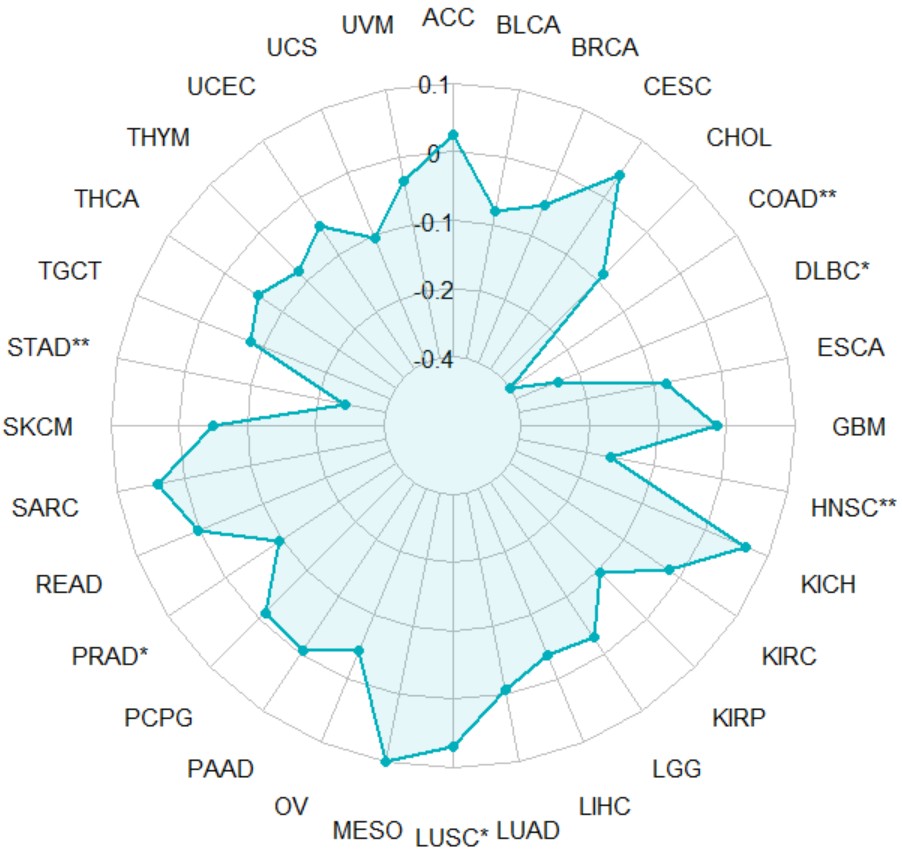 ACC
BLCA
BRCA
CESC
CHOL
COAD**
DLBC*
ESCA
GBM
HNSC**
KICH
KIRC
KIRP
LGG
LIHC
LUAD
LUSC*
MESO
OV
PAAD
PCPG
PRAD*
READ
SARC
SKCM
STAD**
TGCT
THCA
THYM
UCEC
UCS
UVM
0.1
0
-0.1
-0.2
-0.4